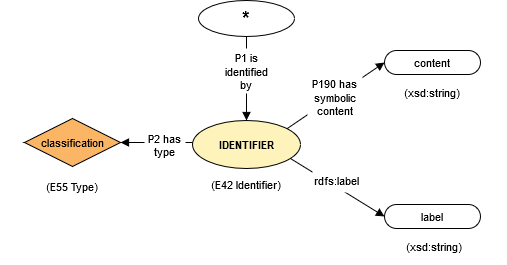 *
P1 is
identified
by
content
(xsd:string)
P190 has
symbolic
content
classification
(E55 Type)
P2 has
type
IDENTIFIER
(E42 Identifier)
rdfs:label
label
(xsd:string)